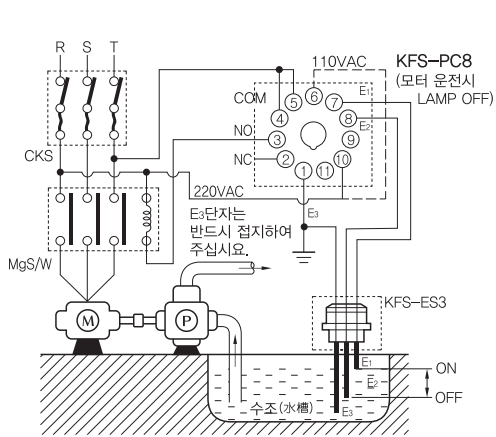 R S T
110VAC
KFS-PC8
(모터 운전시
LAMP OFF)
E1
COM
5 6 7
4 8
E2
NO 3 9
CKS
NC 2 10
1 11
220VAC
E3단자는
반드시 접지하여
주십시요.
E3
MgS/W
KFS-ES3
M P
E1
ON
E2
OFF
수조(水槽)
E3